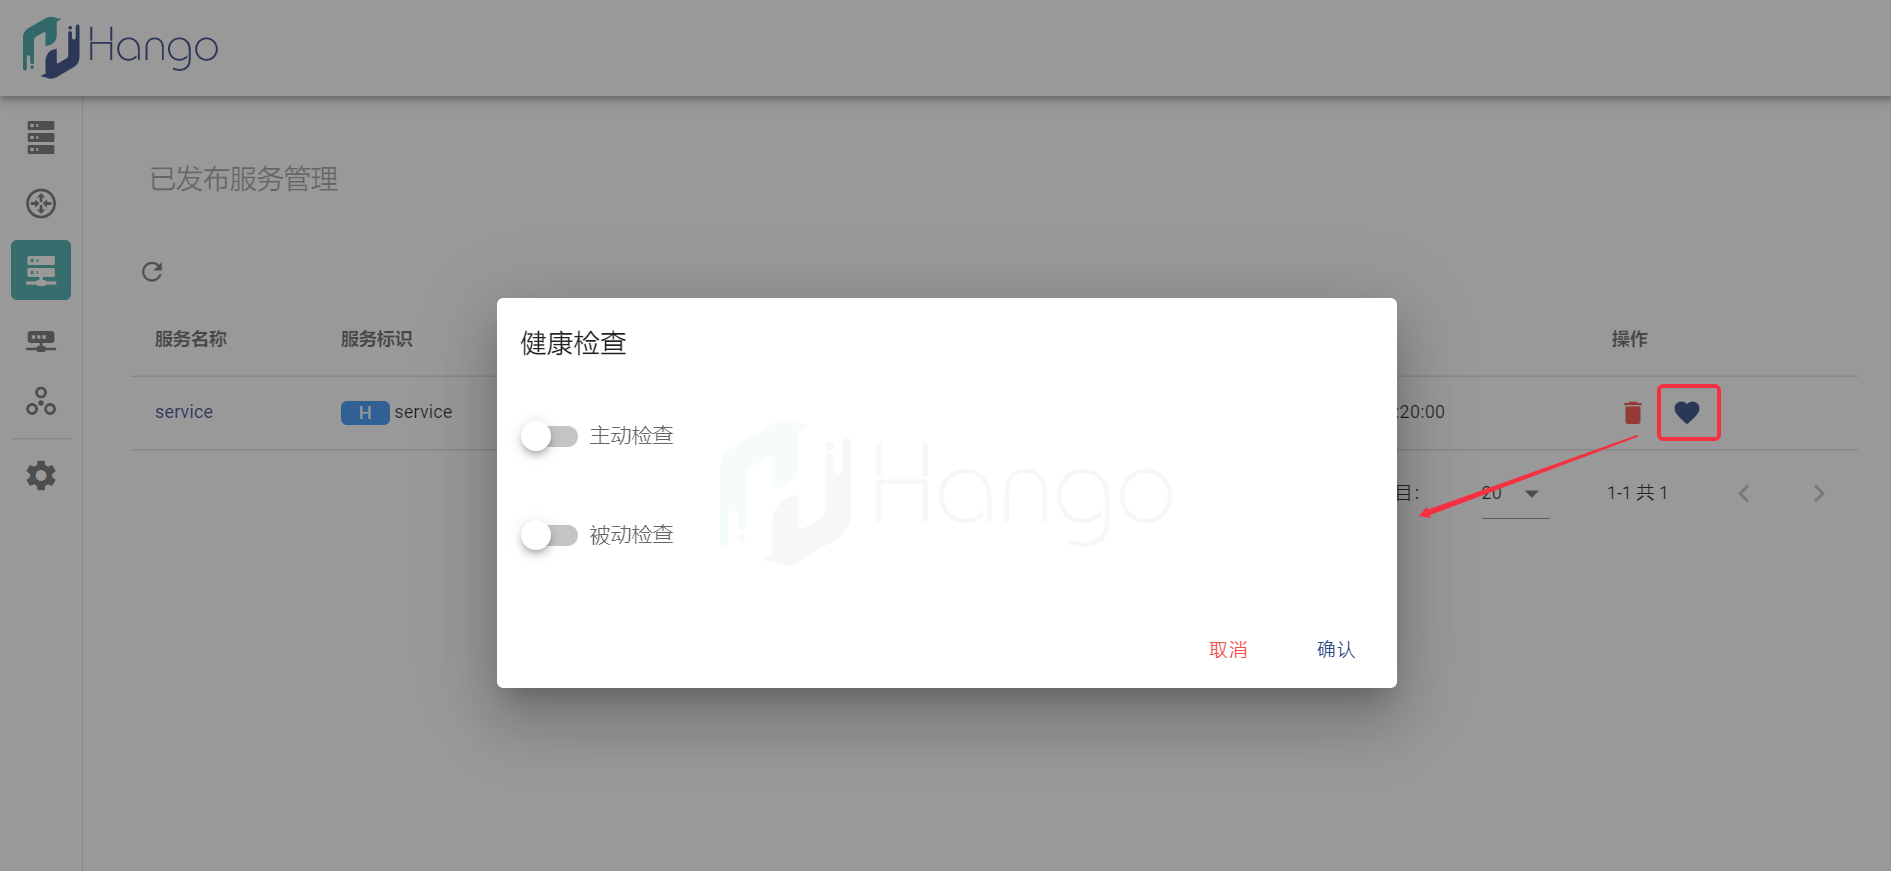 Hango
已发布服务管理
服务名称 服务标识 操作
service H service :20:00
目: 20 1-1 共 1
健康检查
主动检查
Hango
被动检查
取消 确认